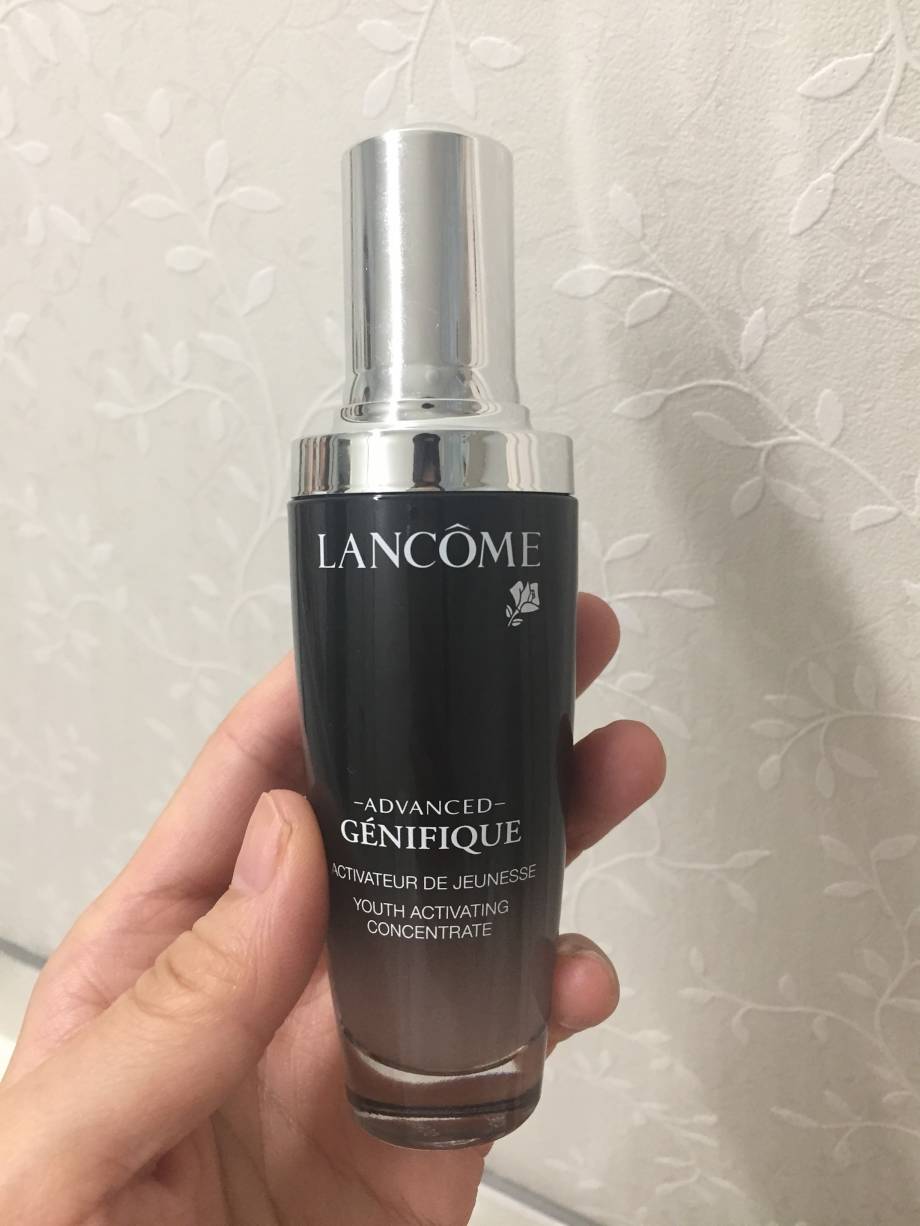 LANCÔME
–ADVANCED–
GÉNIFIQUE
ACTIVATEUR DE JEUNESSE
YOUTH ACTIVATING
CONCENTRATE